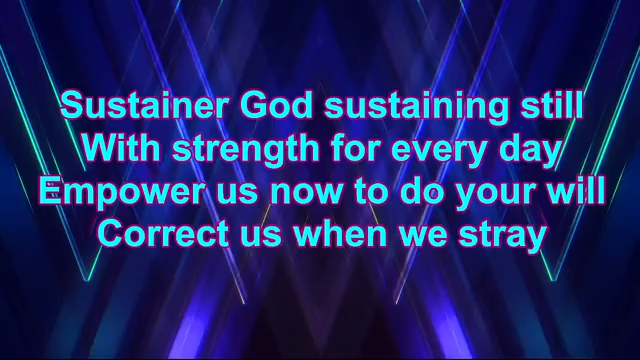 Sustainer God sustaining still
With strength for every day
Empower us now to do your will
Correct us when we stray